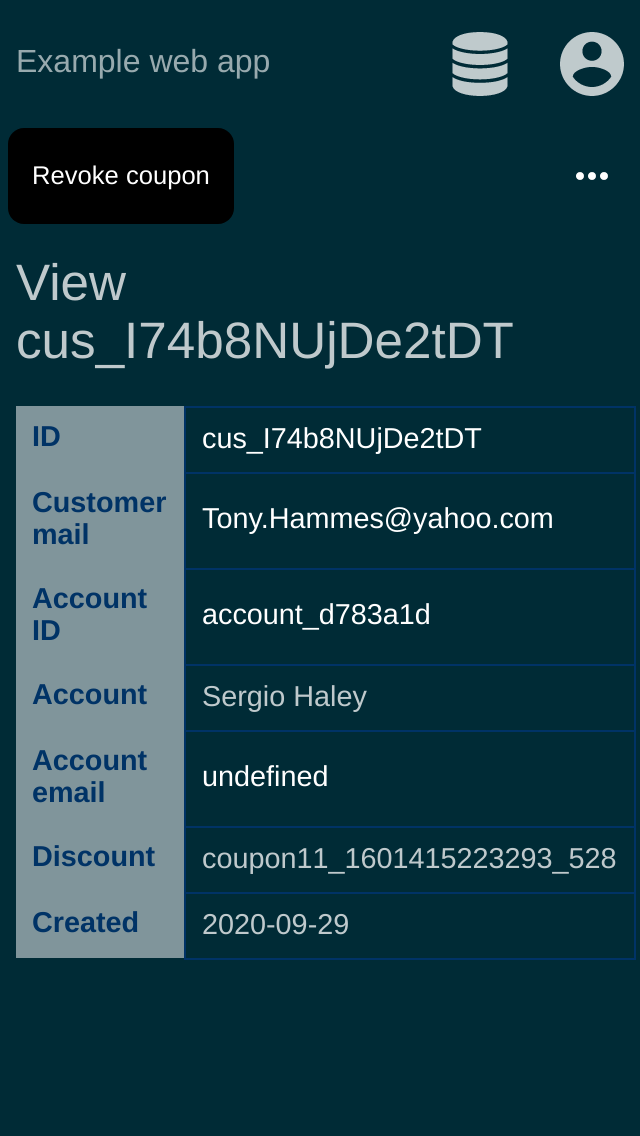 Example web app
Revoke coupon
View
cus_I74b8NUjDe2tDT
ID
cus_I74b8NUjDe2tDT
Customer
mail
Tony.Hammes@yahoo.com
Account
ID
account_d783a1d
Account
Sergio Haley
Account
email
undefined
Discount
coupon11_1601415223293_528
Created
2020-09-29